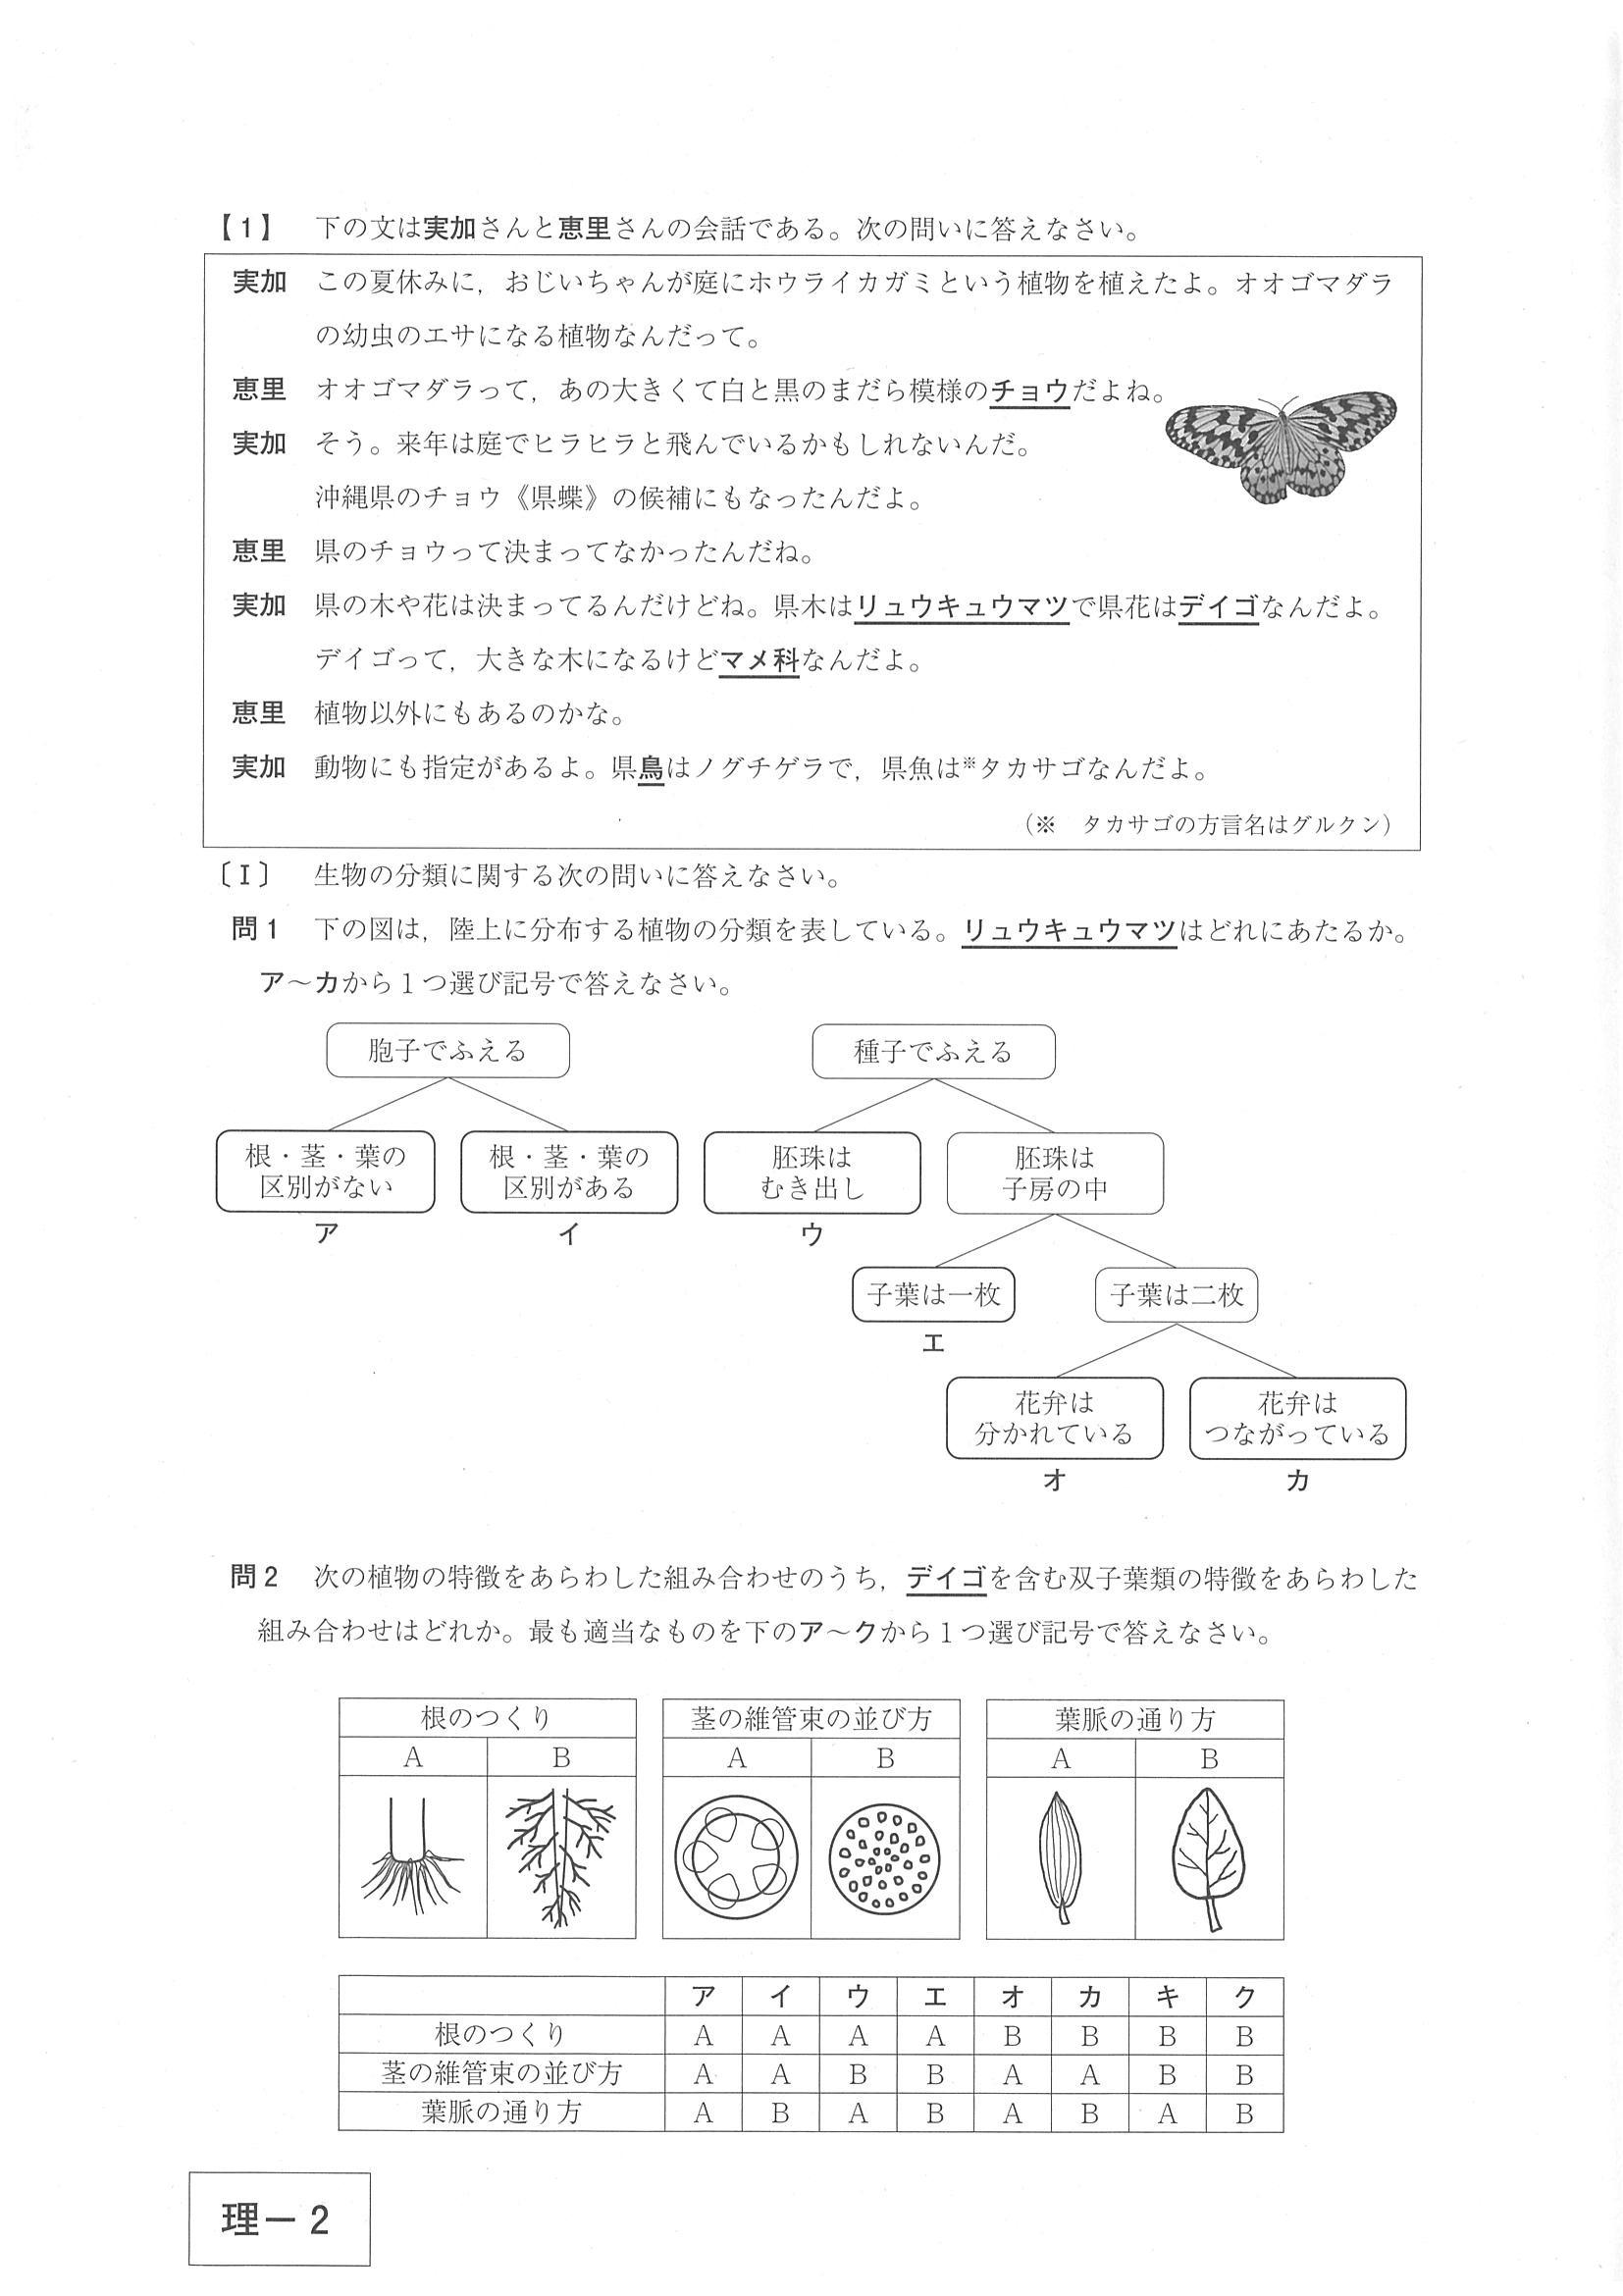 【1】 下の文は実加さんと恵里さんの会話である。次の問いに答えなさい。
実加 この夏休みに，おじいちゃんが庭にホウライカガミという植物を植えたよ。オオゴマダラ
の幼虫のエサになる植物なんだって。
恵里 オオゴマダラって，あの大きくて白と黒のまだら模様のチョウだよね。
実加 そう。来年は庭でヒラヒラと飛んでいるかもしれないんだ。
沖縄県のチョウ《県蝶》の候補にもなったんだよ。
恵里 県のチョウって決まってなかったんだね。
実加 県の木や花は決まってるんだけどね。県木はリュウキュウマツで県花はデイゴなんだよ。
デイゴって，大きな木になるけどマメ科なんだよ。
恵里 植物以外にもあるのかな。
実加 動物にも指定があるよ。県鳥はノグチゲラで，県魚は※タカサゴなんだよ。
（※ タカサゴの方言名はグルクン）
〔Ⅰ〕 生物の分類に関する次の問いに答えなさい。
問1 下の図は，陸上に分布する植物の分類を表している。リュウキュウマツはどれにあたるか。
ア～カから1つ選び記号で答えなさい。
胞子でふえる 種子でふえる
根・茎・葉の 根・茎・葉の 胚珠は 胚珠は
区別がない 区別がある むき出し 子房の中
ア イ ウ
子葉は一枚 子葉は二枚
エ
花弁は 花弁は
分かれている つながっている
オ カ
問2 次の植物の特徴をあらわした組み合わせのうち，デイゴを含む双子葉類の特徴をあらわした
組み合わせはどれか。最も適当なものを下のア～クから1つ選び記号で答えなさい。
根のつくり 茎の維管束の並び方 葉脈の通り方
A B A B A B
ア イ ウ エ オ カ キ ク
根のつくり A A A A B B B B
茎の維管束の並び方 A A B B A A B B
葉脈の通り方 A B A B A B A B
理－2